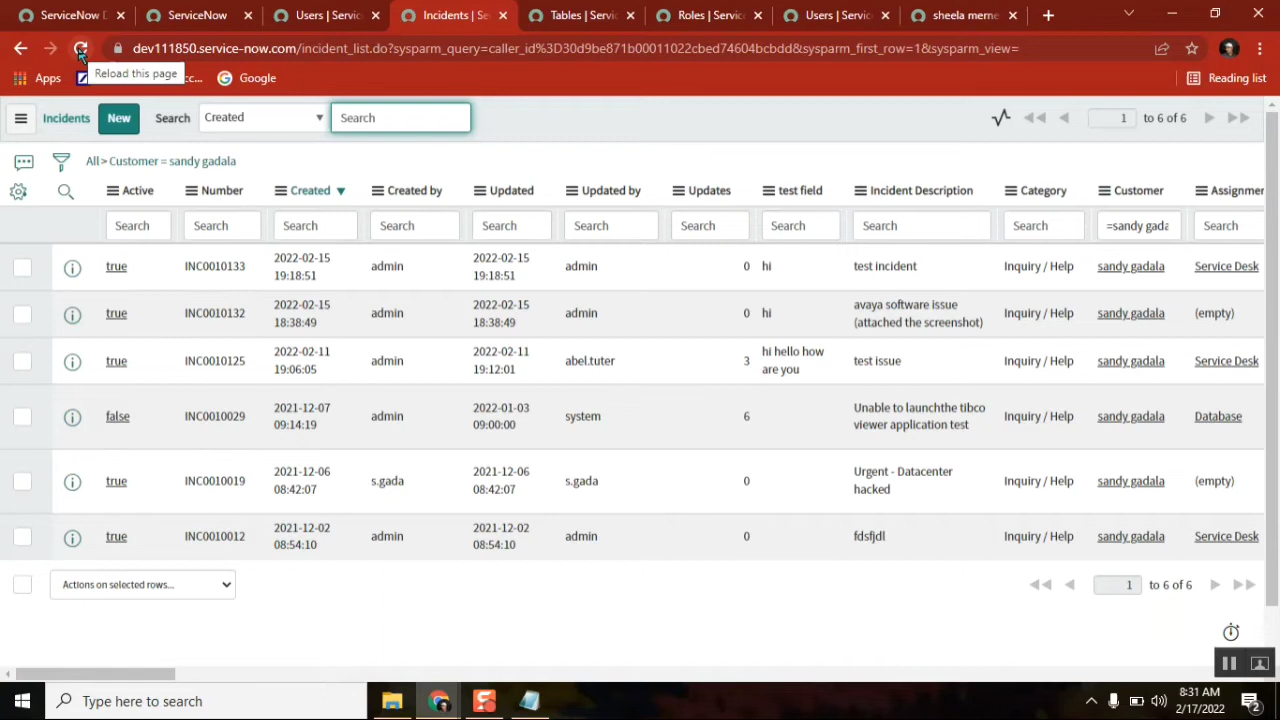 ServiceNow D
ServiceNow
Users | Servic
Incidents | Se
Tables | Servic
Roles | Servic
Users | Servic
sheela merne
dev111850.service-now.com/incident_list.do?sysparm_query=caller_id%3D30d9be871b00011022cbed74604bcbdd&sysparm_first_row=1&sysparm_view=
Reload this page
Apps
Google
Reading list
Incidents
New
Search
Created
Search
1
to 6 of 6
All > Customer = sandy gadala
Active
Number
Created
Created by
Updated
Updated by
Updates
test field
Incident Description
Category
Customer
Assignmen
Search
Search
Search
Search
Search
Search
Search
Search
Search
Search
=sandy gada
Search
true
INC0010133
2022-02-15
19:18:51
admin
2022-02-15
19:18:51
admin
0
hi
test incident
Inquiry / Help
sandy gadala
Service Desk
true
INC0010132
2022-02-15
18:38:49
admin
2022-02-15
18:38:49
admin
0
hi
avaya software issue
(attached the screenshot)
Inquiry / Help
sandy gadala
(empty)
true
INC0010125
2022-02-11
19:06:05
admin
2022-02-11
19:12:01
abel.tuter
3
hi hello how
are you
test issue
Inquiry / Help
sandy gadala
Service Desk
false
INC0010029
2021-12-07
09:14:19
admin
2022-01-03
09:00:00
system
6
Unable to launchthe tibco
viewer application test
Inquiry / Help
sandy gadala
Database
true
INC0010019
2021-12-06
08:42:07
s.gada
2021-12-06
08:42:07
s.gada
0
Urgent - Datacenter
hacked
Inquiry / Help
sandy gadala
(empty)
true
INC0010012
2021-12-02
08:54:10
admin
2021-12-02
08:54:10
admin
0
fdsfjdl
Inquiry / Help
sandy gadala
Service Desk
Actions on selected rows...
1
to 6 of 6
Type here to search
8:31 AM
2/17/2022
2